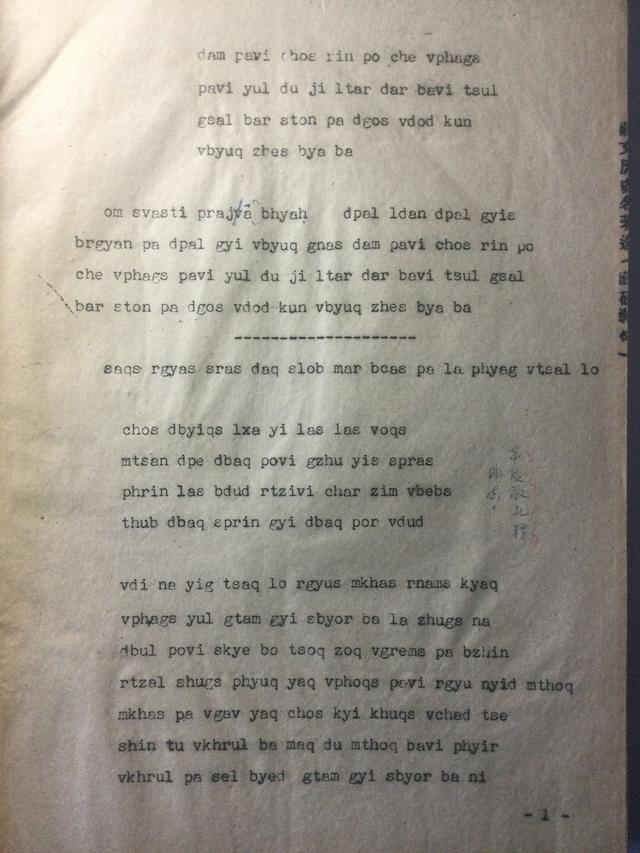 dam pavi chos rin po che vphags
pavi yul du ji ltar dar bavi tsul
gsal bar ston pa dgos vdod kun
vbyuq zhes bya ba
om svasti prajyā bhyah dpal ldan dpal gyis
brgyan pa dpal gyi vbyuq gnas dam pavi chos rin po
che vphags pavi yul du ji ltar dar bavi tsul gsal
bar ston pa dgos vdod kun vbyuq zhes bya ba
--------------------
saqs rgyas sras daq slob mar bcas pa la phyag vtsal lo
chos dbyiqs lxa yi las las voqs
mtsan dpe dbaq povi gzhu yis spras
phrin las bdud rtzivi char zim vbebs
thub dbaq sprin gyi dbaq por vdud
vdi na yig tsaq lo rgyus mkhas rnams kyaq
vphags yul gtam gyi sbyor ba la zhugs na
dbul povi skye bo tsoq zoq vgrems pa bzhin
rtzal shugs phyuq yaq vphoqs pavi rgyu nyid mthoq
mkhas pa vgav yaq chos kyi khuqs vchad tse
shin tu vkhrul ba maq du mthoq bavi phyir
vkhrul pa sel byed gtam gyi sbyor ba ni
- 1 -